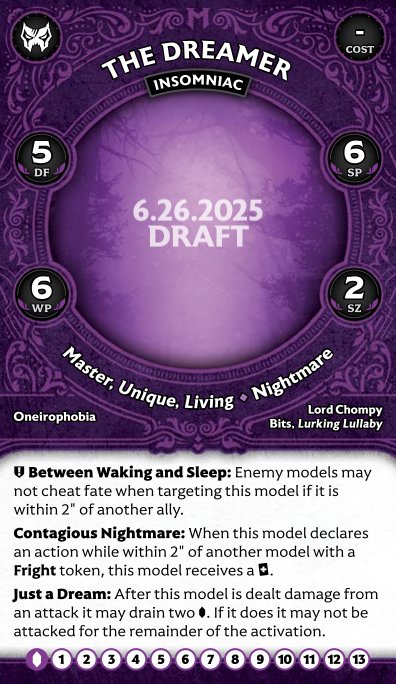 -
COST
THE DREAMER
INSOMNIAC
5
DF
6
SP
6.26.2025
DRAFT
6
WP
2
SZ
Master, Unique, Living ♦ Nightmare
Oneirophobia
Lord Chompy
Bits, Lurking Lullaby
Between Waking and Sleep: Enemy models may
not cheat fate when targeting this model if it is
within 2" of another ally.
Contagious Nightmare: When this model declares
an action while within 2" of another model with a
Fright token, this model receives a .
Just a Dream: After this model is dealt damage from
an attack it may drain two . If it does it may not be
attacked for the remainder of the activation.
1 2 3 4 5 6 7 8 9 10 11 12 13